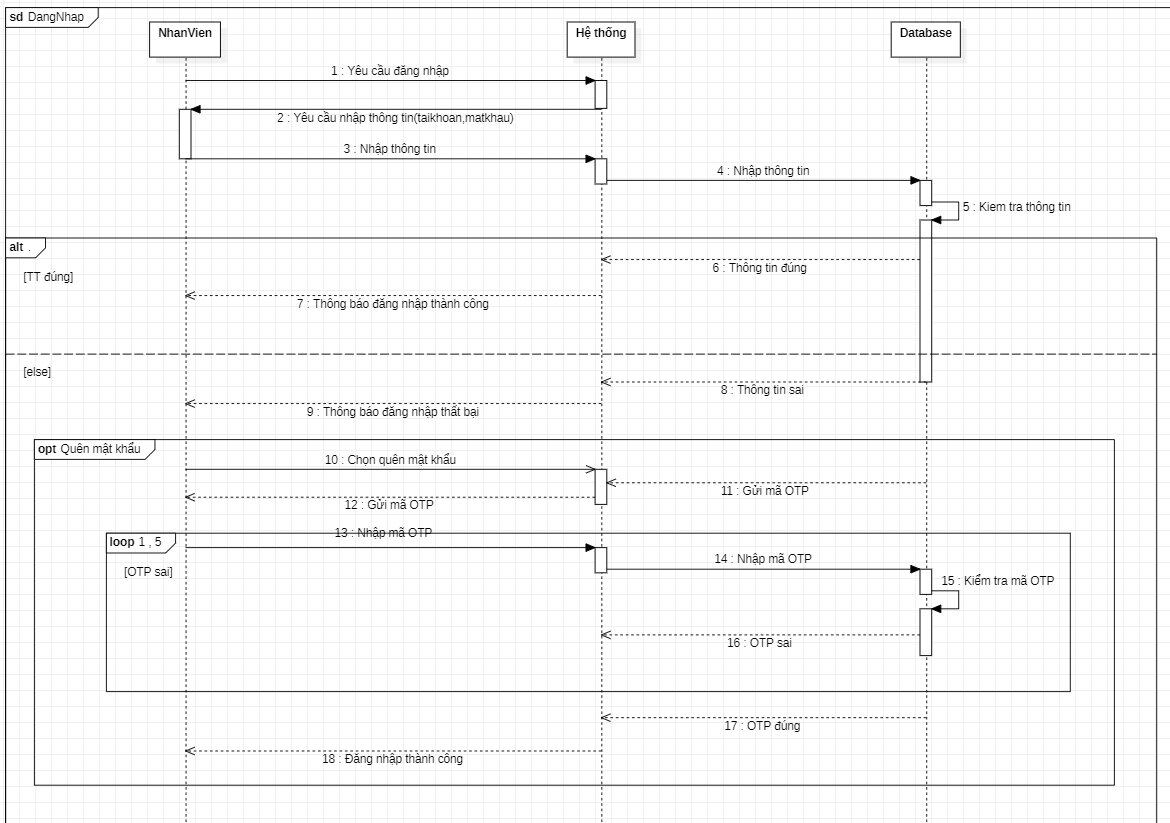 sd DangNhap
NhanVien
Hệ thống
Database
1 : Yêu cầu đăng nhập
2 : Yêu cầu nhập thông tin(taikhoan,matkhau)
3 : Nhập thông tin
4 : Nhập thông tin
5 : Kiem tra thông tin
alt .
6 : Thông tin đúng
[TT đúng]
7 : Thông báo đăng nhập thành công
[else]
8 : Thông tin sai
9 : Thông báo đăng nhập thất bại
opt Quên mật khẩu
10 : Chọn quên mật khẩu
11 : Gửi mã OTP
12 : Gửi mã OTP
13 : Nhập mã OTP
loop 1 , 5
14 : Nhập mã OTP
[OTP sai]
15 : Kiểm tra mã OTP
16 : OTP sai
17 : OTP đúng
18 : Đăng nhập thành công